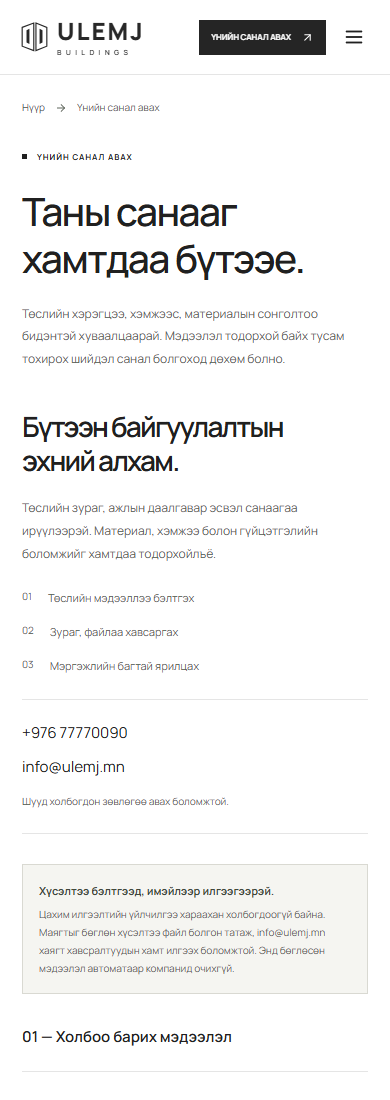 ULEMJ
BUILDINGS
ҮНИЙН САНАЛ АВАХ
Нүүр → Үнийн санал авах
ҮНИЙН САНАЛ АВАХ
Таны санааг
хамтдаа бүтээе.
Төслийн хэрэгцээ, хэмжээс, материалын сонголтоо
бидэнтэй хуваалцаарай. Мэдээлэл тодорхой байх тусам
тохирох шийдэл санал болгоход дөхөм болно.
Бүтээн байгуулалтын
эхний алхам.
Төслийн зураг, ажлын даалгавар эсвэл санаагаа
ирүүлээрэй. Материал, хэмжээ болон гүйцэтгэлийн
боломжийг хамтдаа тодорхойлъё.
01 Төслийн мэдээллээ бэлтгэх
02 Зураг, файлаа хавсаргах
03 Мэргэжлийн багтай ярилцах
+976 77770090
info@ulemj.mn
Шууд холбогдон зөвлөгөө авах боломжтой.
Хүсэлтээ бэлтгээд, имэйлээр илгээгээрэй.
Цахим илгээлтийн үйлчилгээ хараахан холбогдоогүй байна.
Маягтыг бөглөн хүсэлтээ файл болгон татаж, info@ulemj.mn
хаягт хавсралтуудын хамт илгээх боломжтой. Энд бөглөсөн
мэдээлэл автоматаар компанид очихгүй.
01 — Холбоо барих мэдээлэл